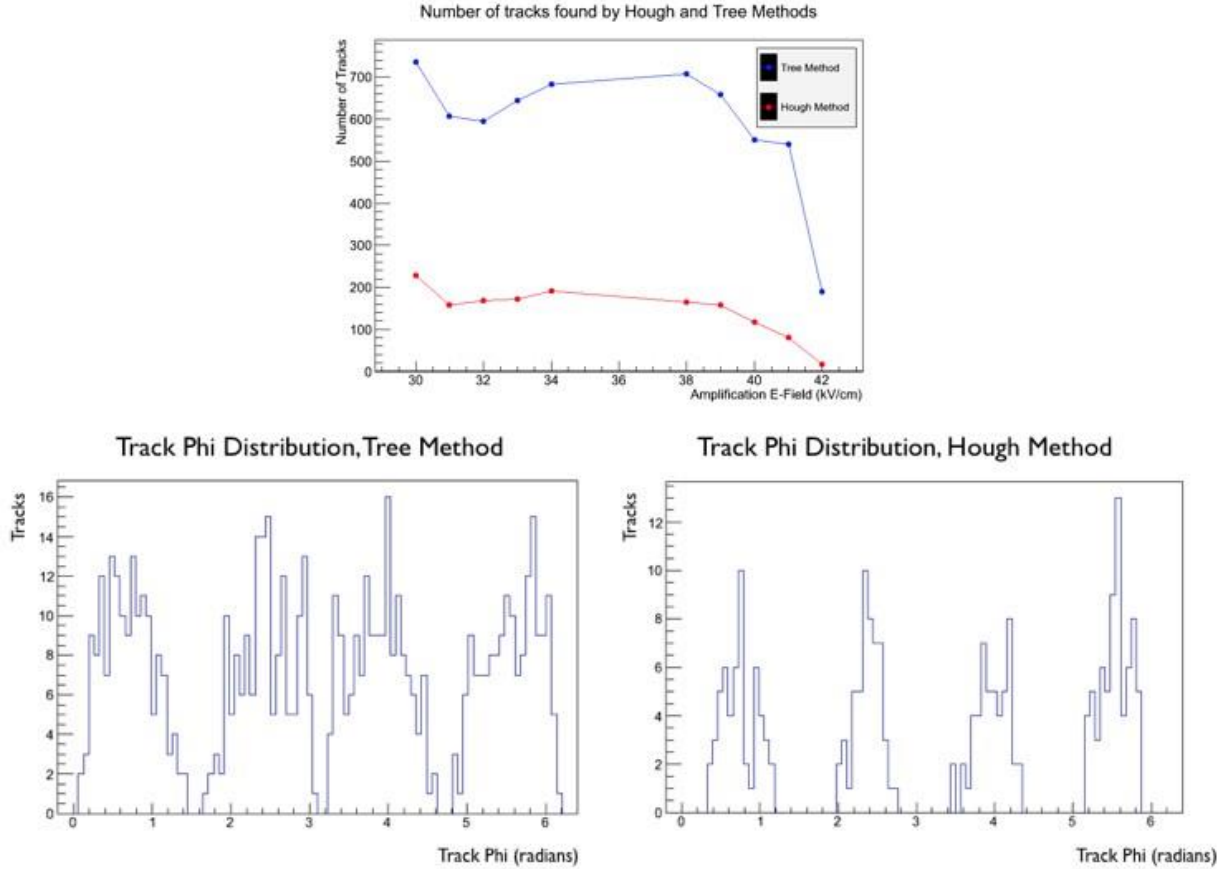 Number of tracks found by Hough and Tree Methods
Number of Tracks
700
600
500
400
300
200
100
0
Tree Method
Hough Method
30 32 34 36 38 40 42
Amplification E-Field (kV/cm)
Track Phi Distribution, Tree Method
Tracks
16
14
12
10
8
6
4
2
0
0 1 2 3 4 5 6
Track Phi (radians)
Track Phi Distribution, Hough Method
Tracks
12
10
8
6
4
2
0
0 1 2 3 4 5 6
Track Phi (radians)